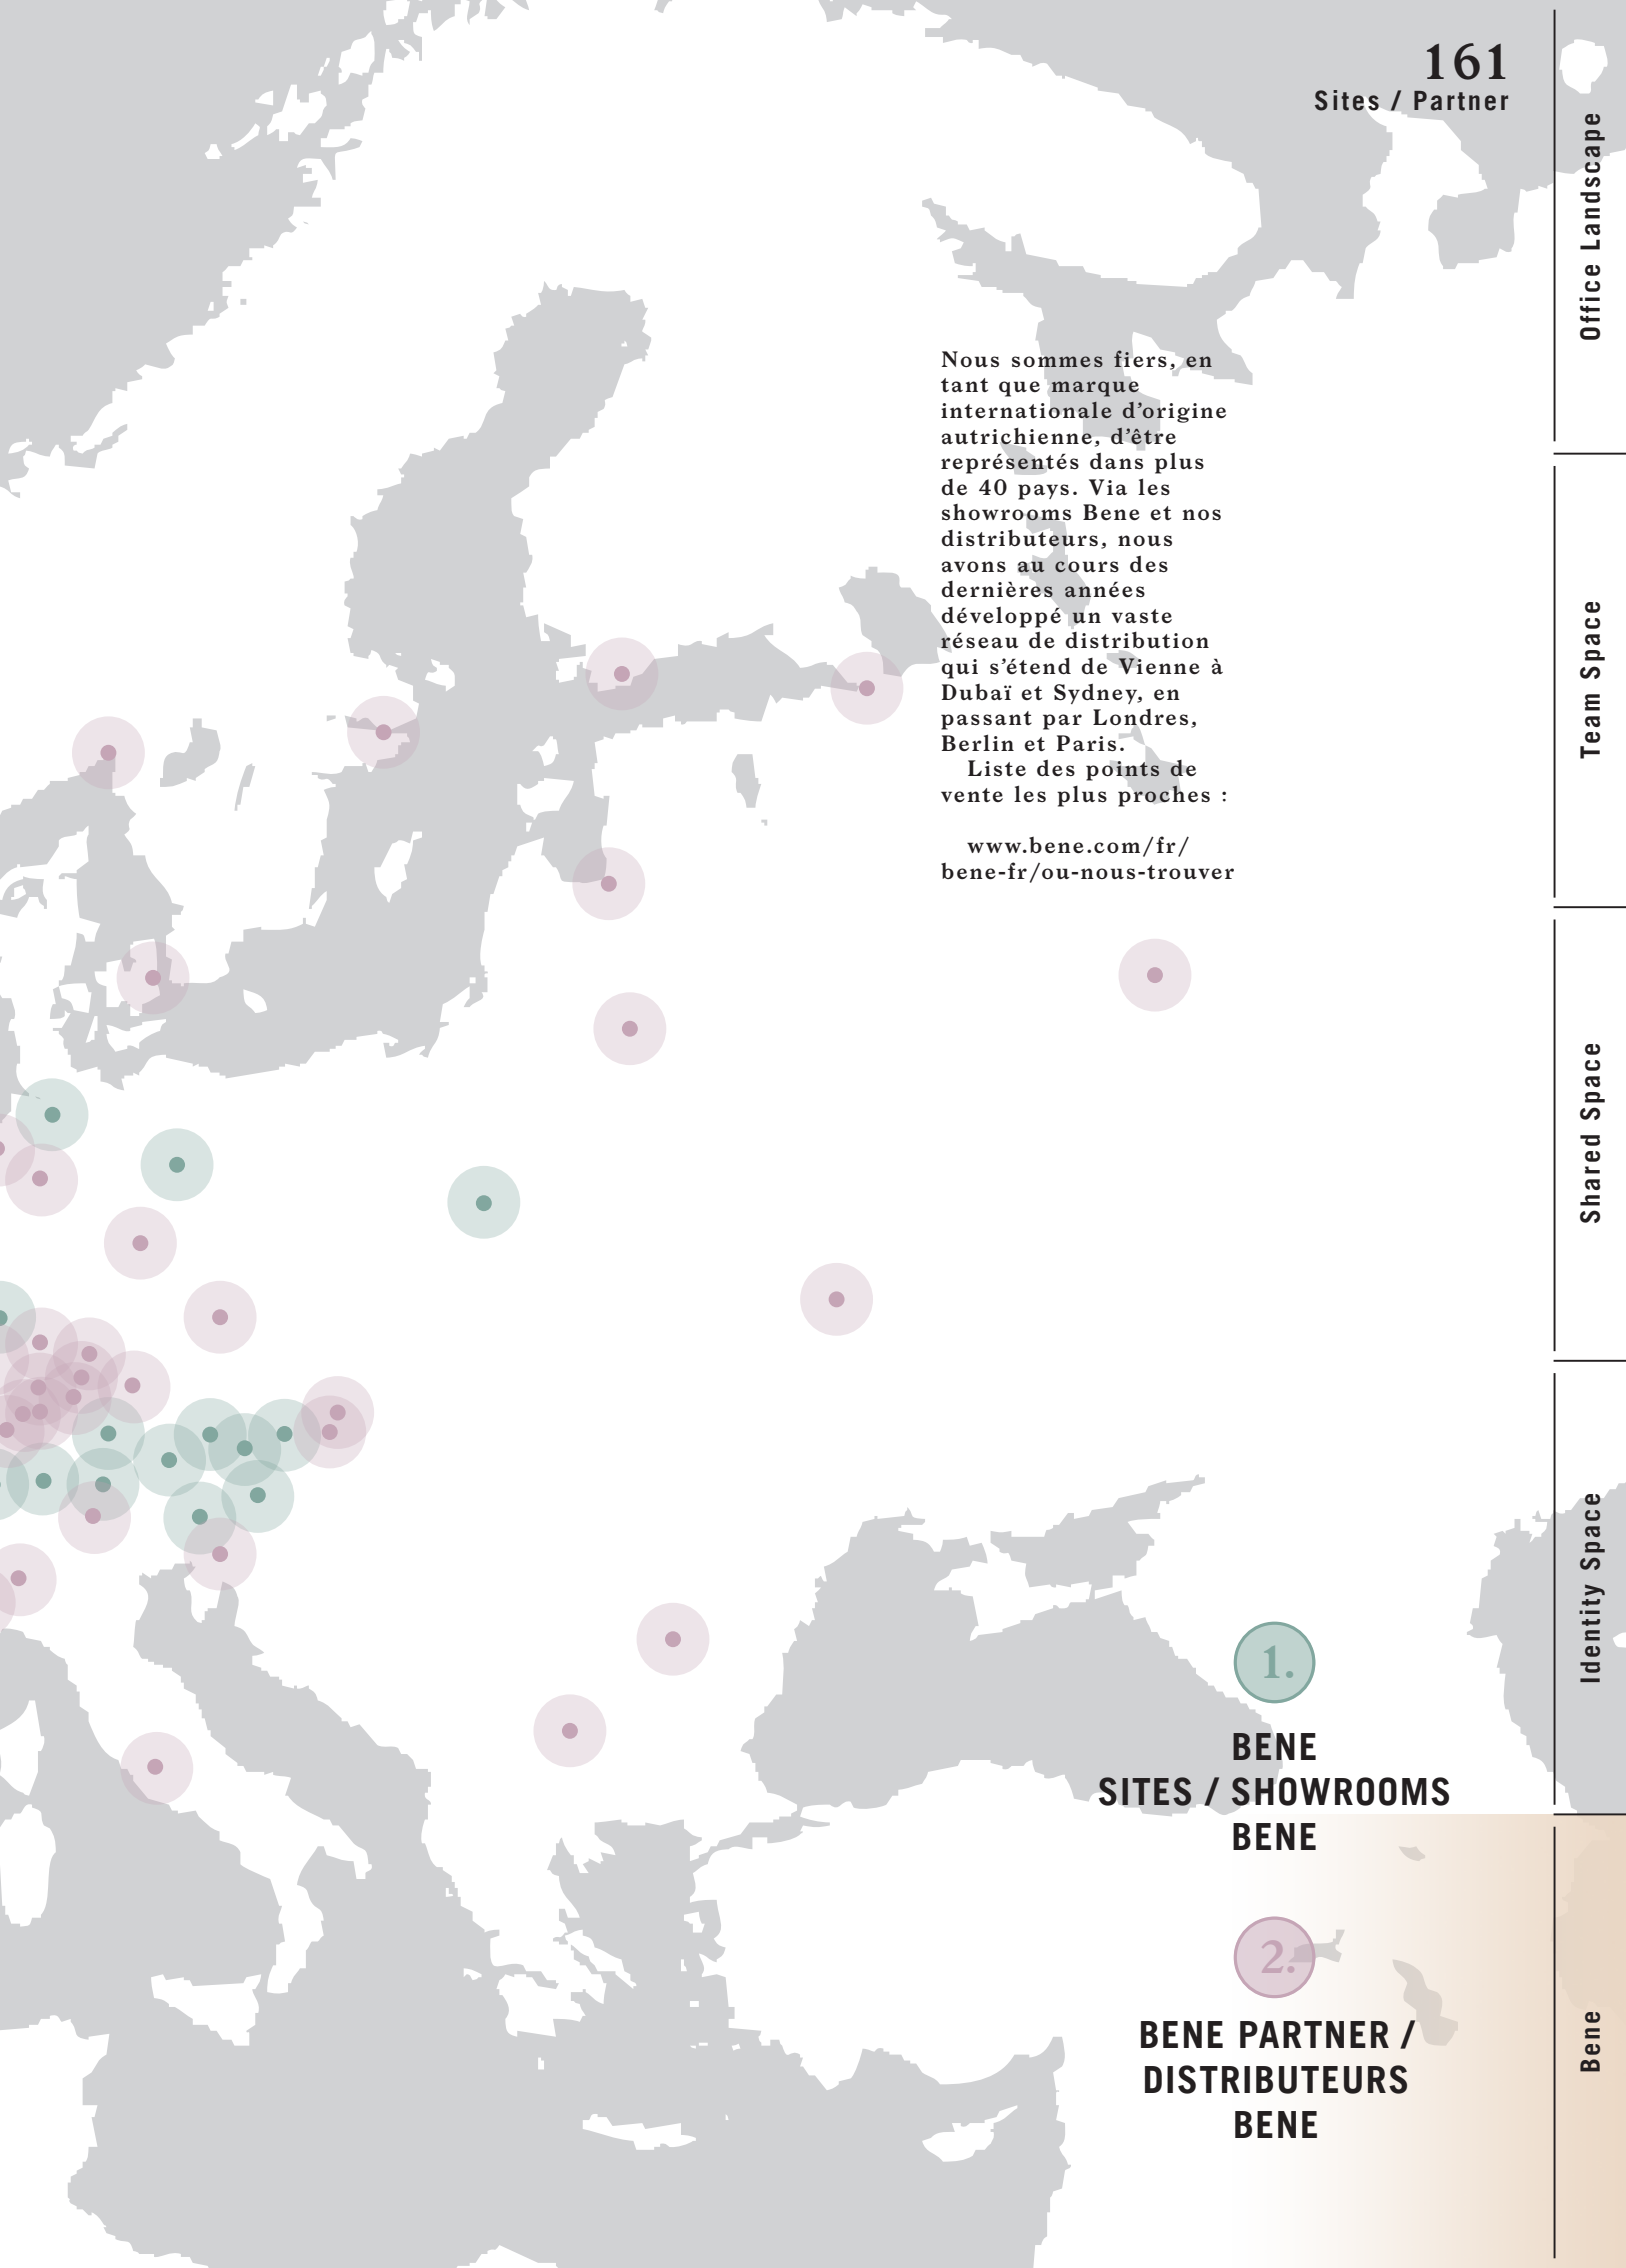 161
Sites / Partner
Nous sommes fiers, en
tant que marque
internationale d’origine
autrichienne, d’être
représentés dans plus
de 40 pays. Via les
showrooms Bene et nos
distributeurs, nous
avons au cours des
dernières années
développé un vaste
réseau de distribution
qui s’étend de Vienne à
Dubaï et Sydney, en
passant par Londres,
Berlin et Paris.
Liste des points de
vente les plus proches :
www.bene.com/fr/
bene-fr/ou-nous-trouver
1.
BENE
SITES / SHOWROOMS
BENE
2.
BENE PARTNER /
DISTRIBUTEURS
BENE
Office Landscape
Team Space
Shared Space
Identity Space
Bene